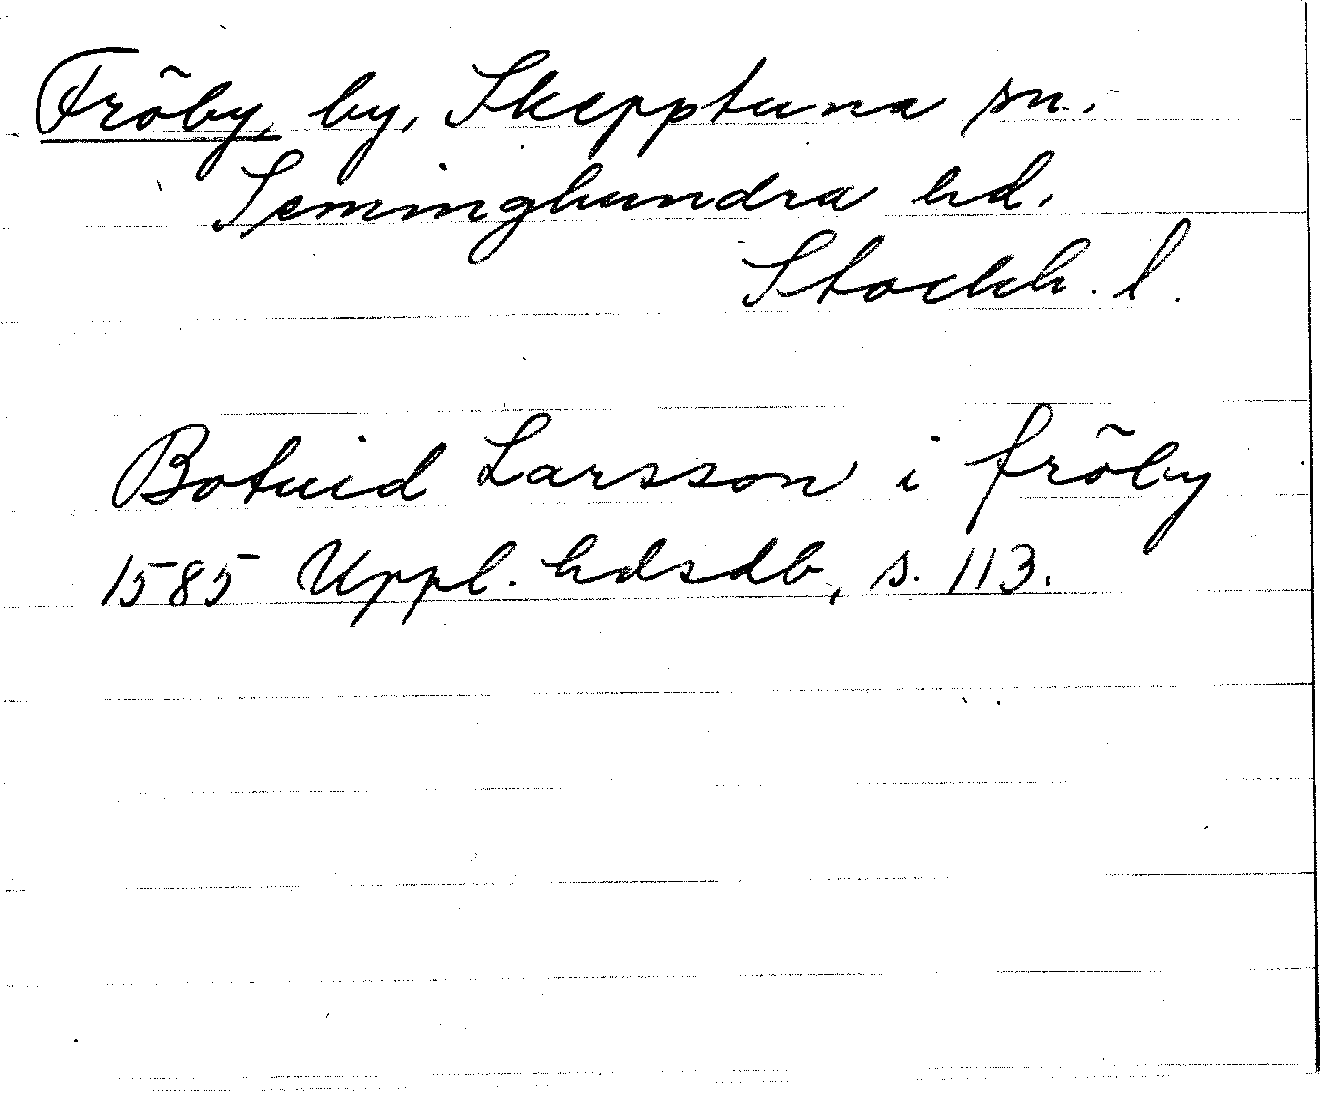 Fröby, by, Skepptuna sn.
Seminghundra hd.
Stockh. l.
Botuid Larsson i fröby
1585 Uppl. hdsdb, s. 113.